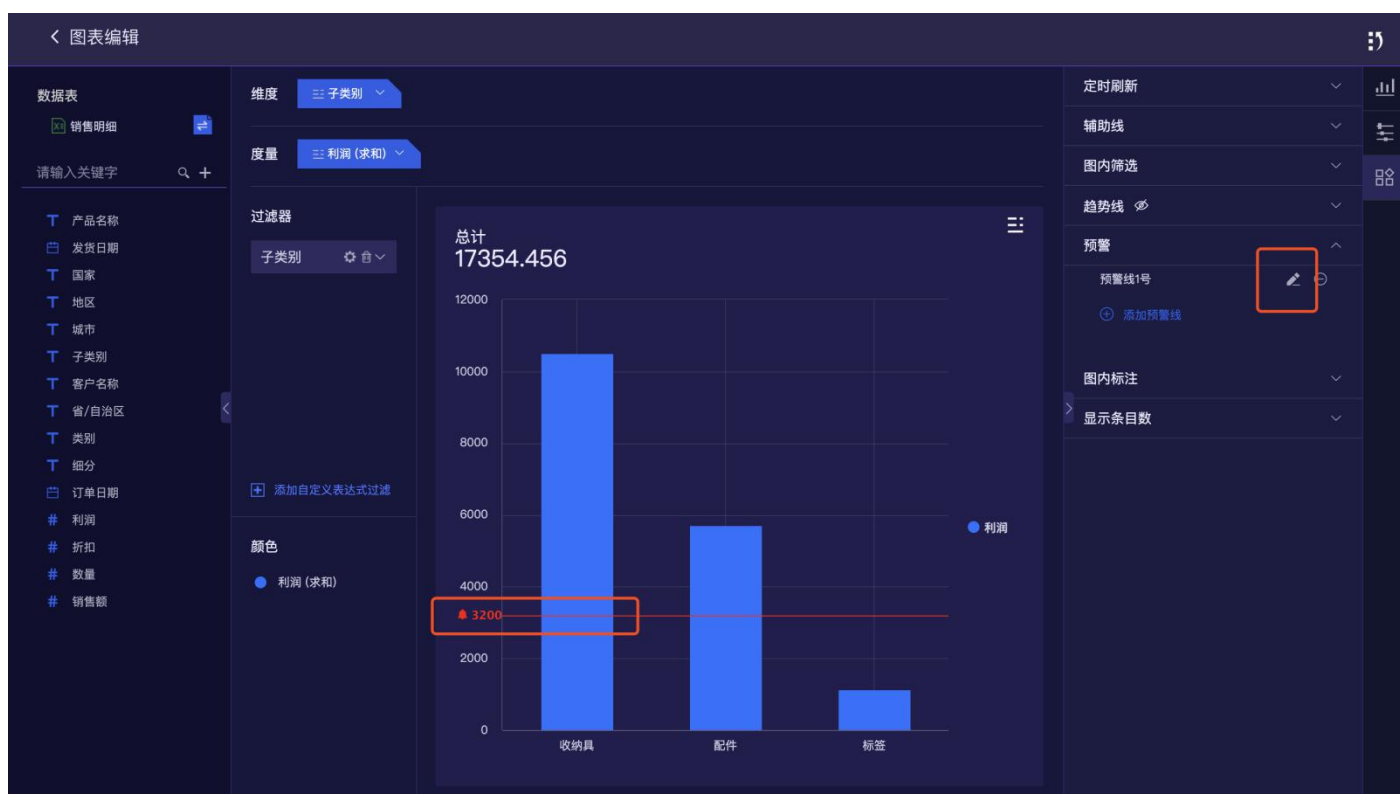 图表编辑
数据表
销售明细
请输入关键字
产品名称
发货日期
国家
地区
城市
子类别
客户名称
省/自治区
类别
细分
订单日期
利润
折扣
数量
销售额
维度
子类别
度量
利润 (求和)
过滤器
子类别
添加自定义表达式过滤
颜色
利润 (求和)
总计
17354.456
12000
10000
8000
6000
4000
3200
2000
0
收纳具
配件
标签
利润
定时刷新
辅助线
图内筛选
趋势线
预警
预警线1号
添加预警线
图内标注
显示条目数